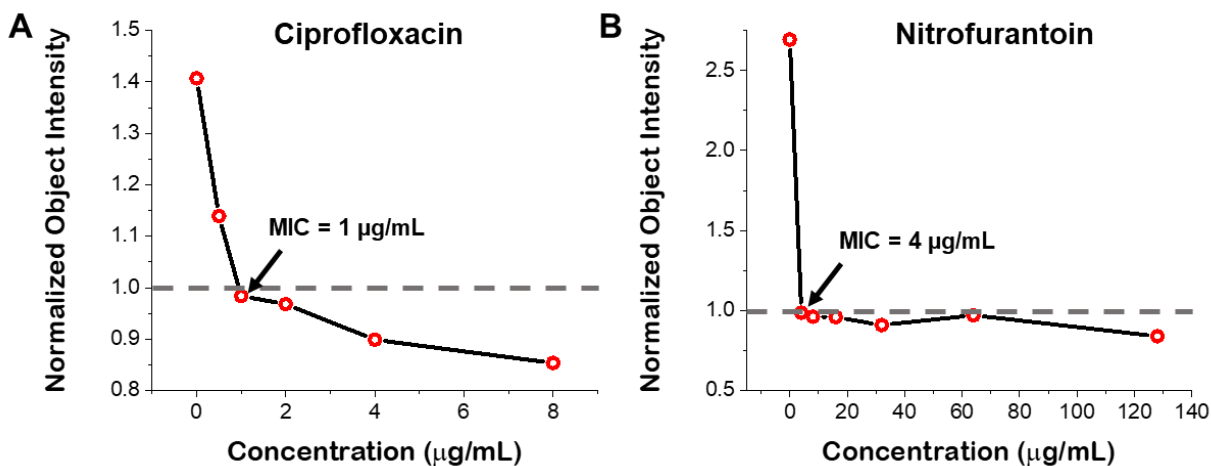 A
Ciprofloxacin
Normalized Object Intensity
1.5
1.4
1.3
1.2
1.1
1.0
0.9
0.8
MIC = 1 µg/mL
0 2 4 6 8
Concentration (µg/mL)
B
Nitrofurantoin
Normalized Object Intensity
2.5
2.0
1.5
1.0
0.5
MIC = 4 µg/mL
0 20 40 60 80 100 120 140
Concentration (µg/mL)